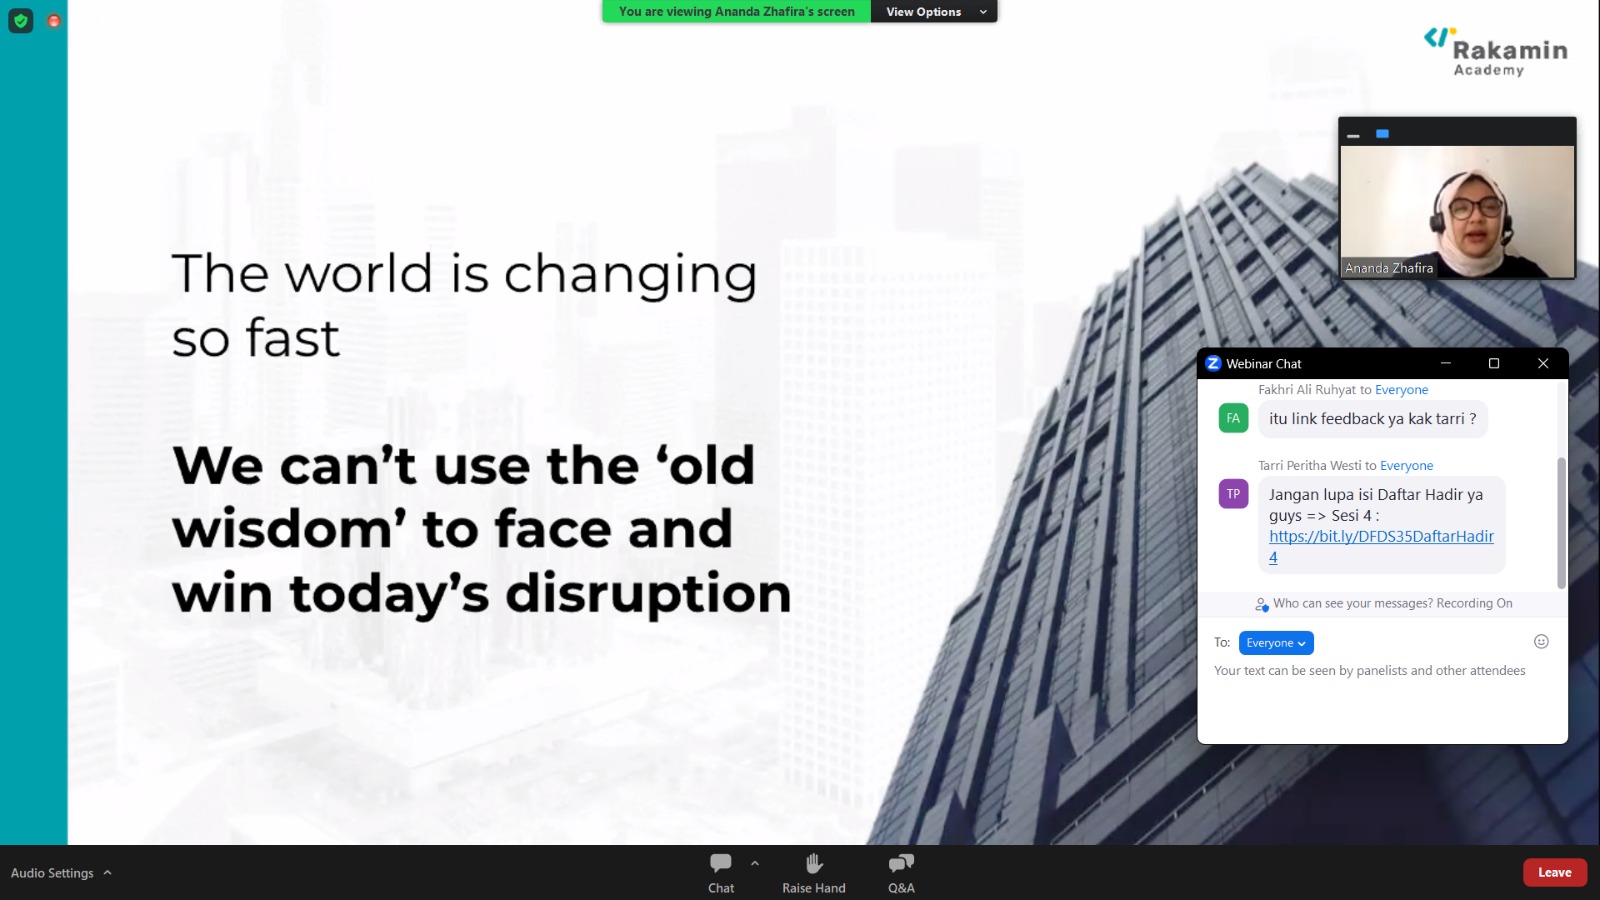 You are viewing Ananda Zhafira's screen
View Options
Rakamin
Academy
The world is changing
so fast
We can’t use the ‘old
wisdom’ to face and
win today’s disruption
Ananda Zhafira
Webinar Chat
Fakhri Ali Ruhyat to Everyone
FA
itu link feedback ya kak tarri ?
Tarri Peritha Westi to Everyone
TP
Jangan lupa isi Daftar Hadir ya
guys => Sesi 4 :
https://bit.ly/DFDS35DaftarHadir
4
Who can see your messages? Recording On
To: Everyone
Your text can be seen by panelists and other attendees
Audio Settings
Chat
Raise Hand
Q&A
Leave